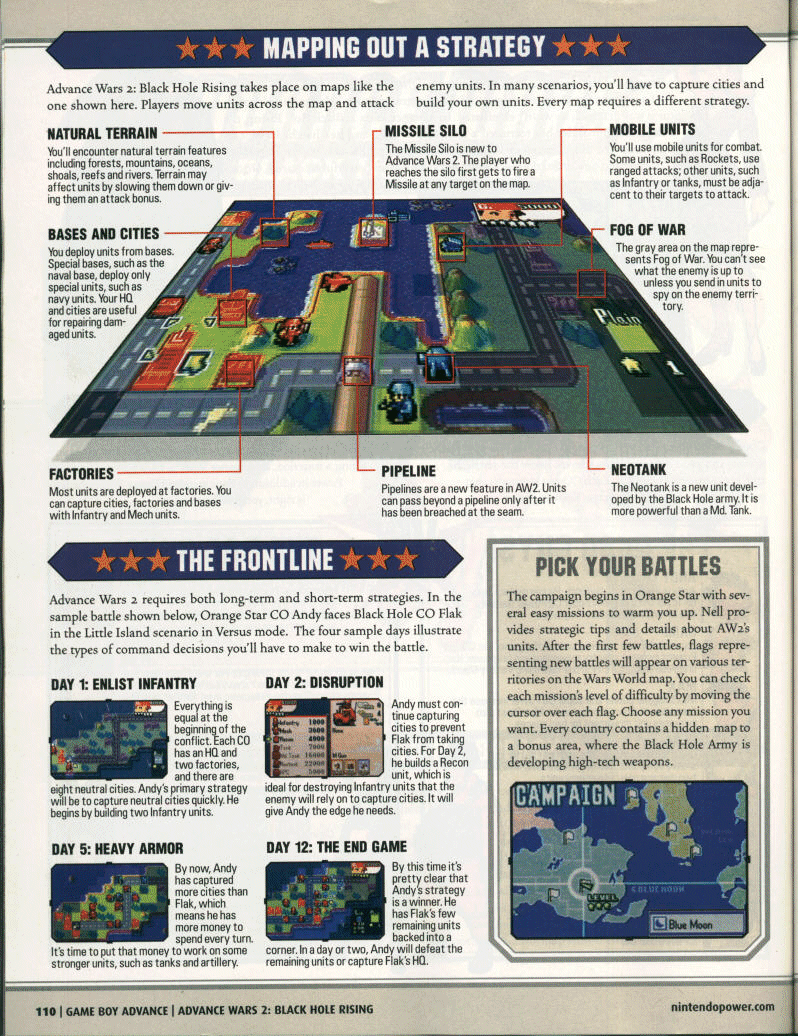 MAPPING OUT A STRATEGY
Advance Wars 2: Black Hole Rising takes place on maps like the
one shown here. Players move units across the map and attack
enemy units. In many scenarios, you'll have to capture cities and
build your own units. Every map requires a different strategy.
NATURAL TERRAIN
You'll encounter natural terrain features
including forests, mountains, oceans,
shoals, reefs and rivers. Terrain may
affect units by slowing them down or giv-
ing them an attack bonus.
MISSILE SILO
The Missile Silo is new to
Advance Wars 2. The player who
reaches the silo first gets to fire a
Missile at any target on the map.
MOBILE UNITS
You'll use mobile units for combat.
Some units, such as Rockets, use
ranged attacks; other units, such
as Infantry or tanks, must be adja-
cent to their targets to attack.
BASES AND CITIES
You deploy units from bases.
Special bases, such as the
naval base, deploy only
special units, such as
navy units. Your HQ
and cities are useful
for repairing dam-
aged units.
FOG OF WAR
The gray area on the map repre-
sents Fog of War. You can't see
what the enemy is up to
unless you send in units to
spy on the enemy terri-
tory.
G. 5000
Plain
1
FACTORIES
Most units are deployed at factories. You
can capture cities, factories and bases
with Infantry and Mech units.
PIPELINE
Pipelines are a new feature in AW2. Units
can pass beyond a pipeline only after it
has been breached at the seam.
NEOTANK
The Neotank is a new unit devel-
oped by the Black Hole army. It is
more powerful than a Md. Tank.
THE FRONTLINE
Advance Wars 2 requires both long-term and short-term strategies. In the
sample battle shown below, Orange Star CO Andy faces Black Hole CO Flak
in the Little Island scenario in Versus mode. The four sample days illustrate
the types of command decisions you'll have to make to win the battle.
DAY 1: ENLIST INFANTRY
Everything is
equal at the
beginning of the
conflict. Each CO
has an HQ and
two factories,
and there are
eight neutral cities. Andy's primary strategy
will be to capture neutral cities quickly. He
begins by building two Infantry units.
DAY 2: DISRUPTION
Infantry 1000
Mech 3000
Recon 4000
Tank 7000
Md Tank 16000
Neotank 22000
APC 5000
Andy must con-
tinue capturing
cities to prevent
Flak from taking
cities. For Day 2,
he builds a Recon
unit, which is
ideal for destroying Infantry units that the
enemy will rely on to capture cities. It will
give Andy the edge he needs.
DAY 5: HEAVY ARMOR
By now, Andy
has captured
more cities than
Flak, which
means he has
more money to
spend every turn.
It's time to put that money to work on some
stronger units, such as tanks and artillery.
DAY 12: THE END GAME
By this time it's
pretty clear that
Andy's strategy
is a winner. He
has Flak's few
remaining units
backed into a
corner. In a day or two, Andy will defeat the
remaining units or capture Flak's HQ.
PICK YOUR BATTLES
The campaign begins in Orange Star with sev-
eral easy missions to warm you up. Nell pro-
vides strategic tips and details about AW2's
units. After the first few battles, flags repre-
senting new battles will appear on various ter-
ritories on the Wars World map. You can check
each mission's level of difficulty by moving the
cursor over each flag. Choose any mission you
want. Every country contains a hidden map to
a bonus area, where the Black Hole Army is
developing high-tech weapons.
CAMPAIGN
BLUE MOON
LEVEL
Blue Moon
110 | GAME BOY ADVANCE | ADVANCE WARS 2: BLACK HOLE RISING
nintendopower.com